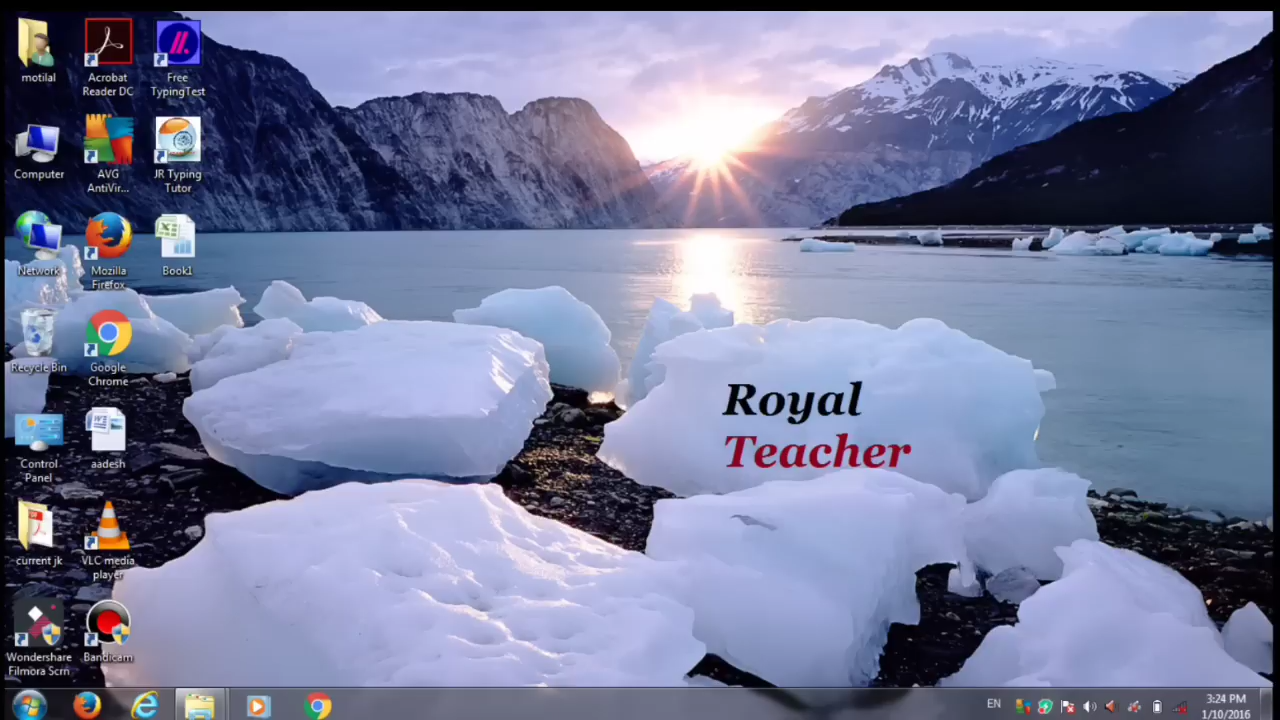 motilal
Acrobat
Reader DC
Free
TypingTest
Computer
AVG
AntiVir...
JR Typing
Tutor
Network
Mozilla
Firefox
Book1
Recycle Bin
Google
Chrome
Control
Panel
aadesh
current jk
VLC media
player
Wondershare
Filmora Scrn
Bandicam
Royal
Teacher
EN
3:24 PM
1/10/2016